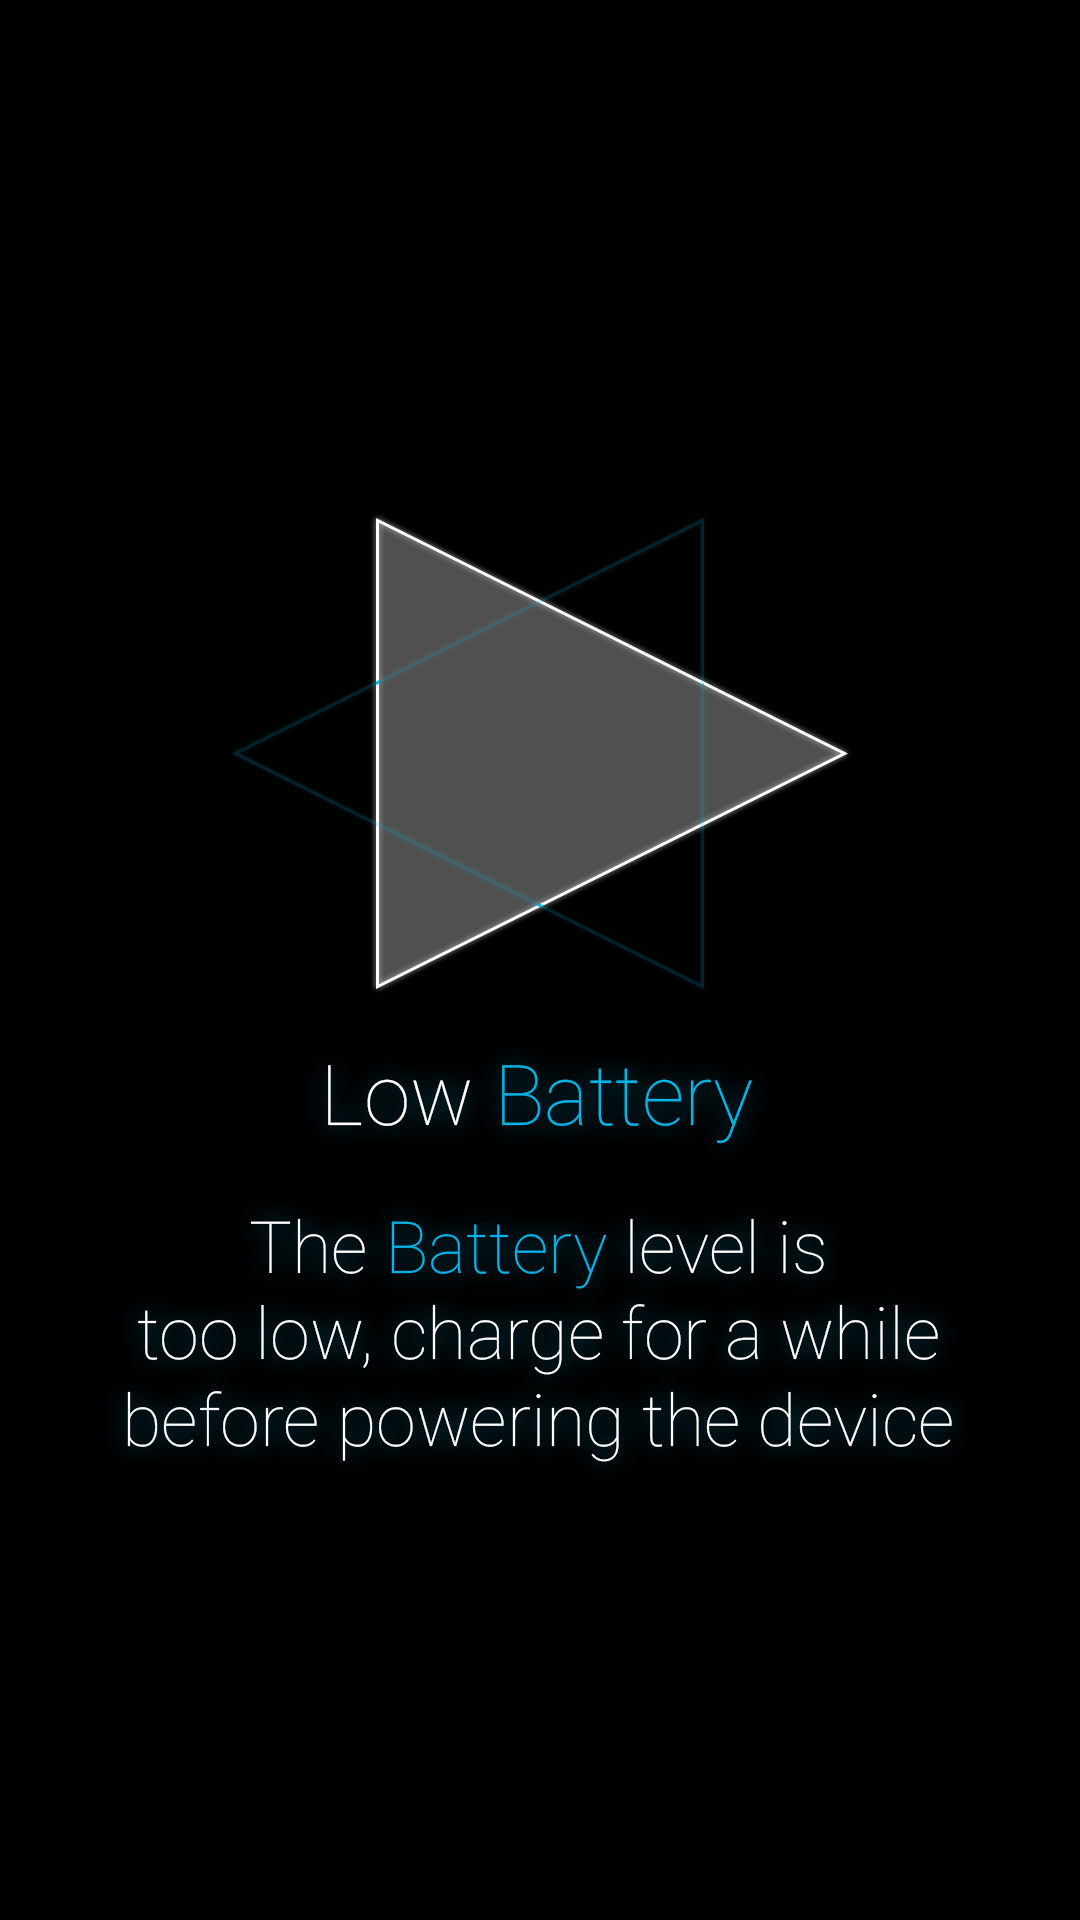 Low Battery
The Battery level is
too low, charge for a while
before powering the device